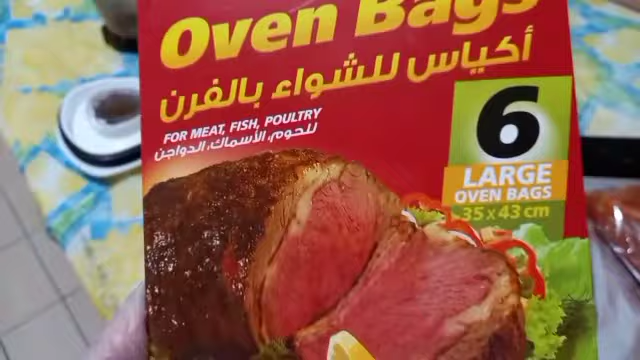 Oven Bags
أكياس للشواء بالفرن
FOR MEAT, FISH, POULTRY
للحوم، الأسماك، الدواجن
6
LARGE
OVEN BAGS
35 x 43 cm